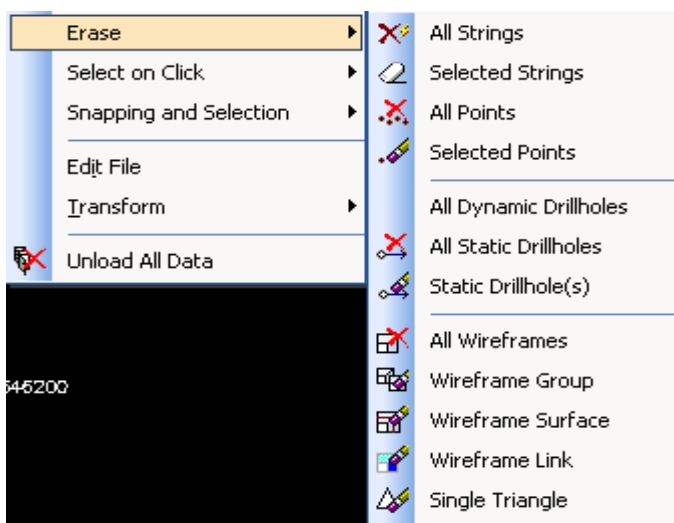 Erase
Select on Click
Snapping and Selection
Edit File
Transform
Unload All Data
All Strings
Selected Strings
All Points
Selected Points
All Dynamic Drillholes
All Static Drillholes
Static Drillhole(s)
All Wireframes
Wireframe Group
Wireframe Surface
Wireframe Link
Single Triangle